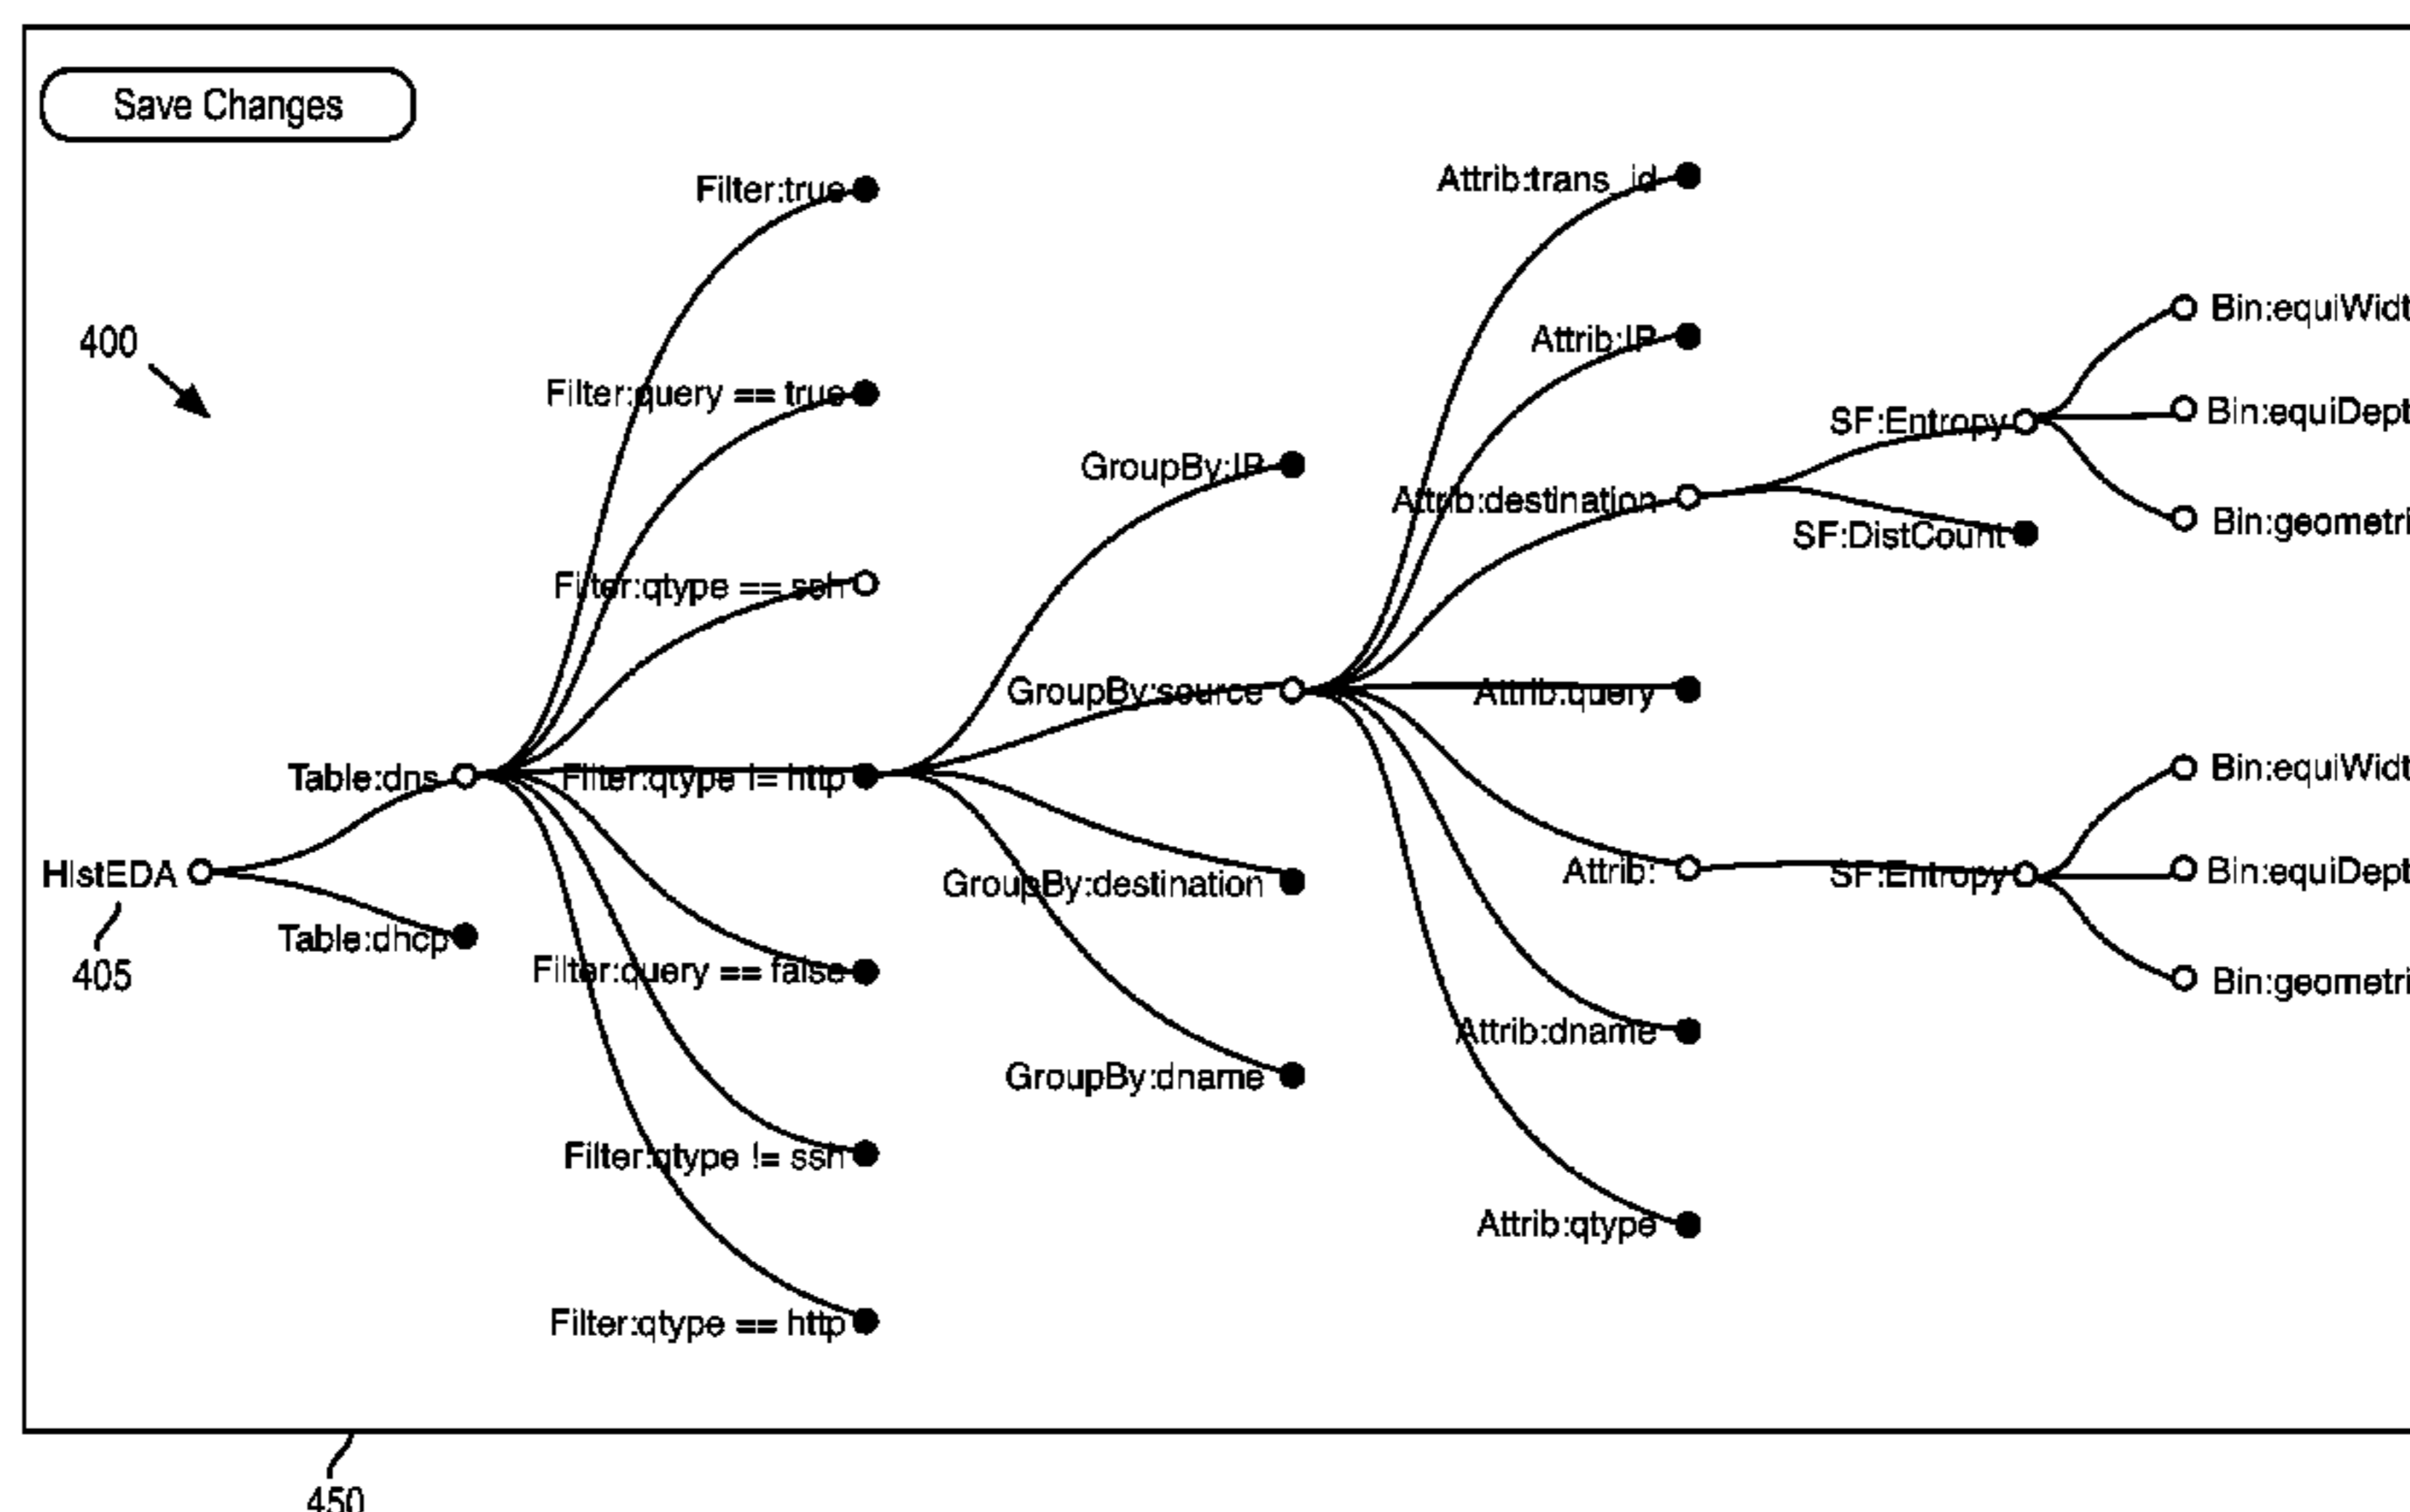 Save Changes
400
HistEDA
405
Table:dns
Table:dhcp
Filter:true
Filter:query == true
Filter:qtype == ssh
Filter:qtype != http
Filter:query == false
Filter:qtype != ssh
Filter:qtype == http
GroupBy:IP
GroupBy:source
GroupBy:destination
GroupBy:dname
Attrib:trans_id
Attrib:IP
Attrib:destination
Attrib:query
Attrib:
Attrib:dname
Attrib:qtype
SF:Entropy
SF:DistCount
SF:Entropy
Bin:equiWidt
Bin:equiDept
Bin:geometri
Bin:equiWidt
Bin:equiDept
Bin:geometri
450